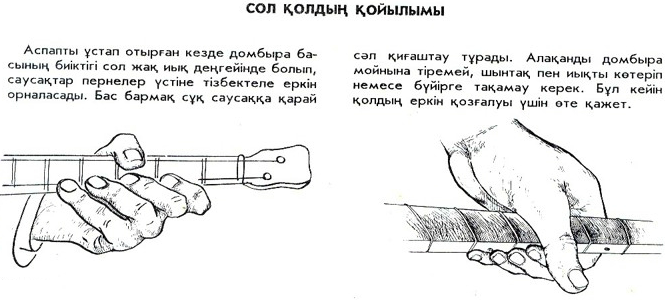 СОЛ ҚОЛДЫҢ ҚОЙЫЛЫМЫ
Аспапты ұстап отырған кезде домбыра ба-
сының биіктігі сол жақ иық деңгейінде болып,
саусақтар пернелер үстіне тізбектеле еркін
орналасады. Бас бармақ сұқ саусаққа қарай
сәл қиғаштау тұрады. Алақанды домбыра
мойнына тіремей, шынтақ пен иықты көтеріп
немесе бүйірге тақамау керек. Бұл кейін
қолдың еркін қозғалуы үшін өте қажет.